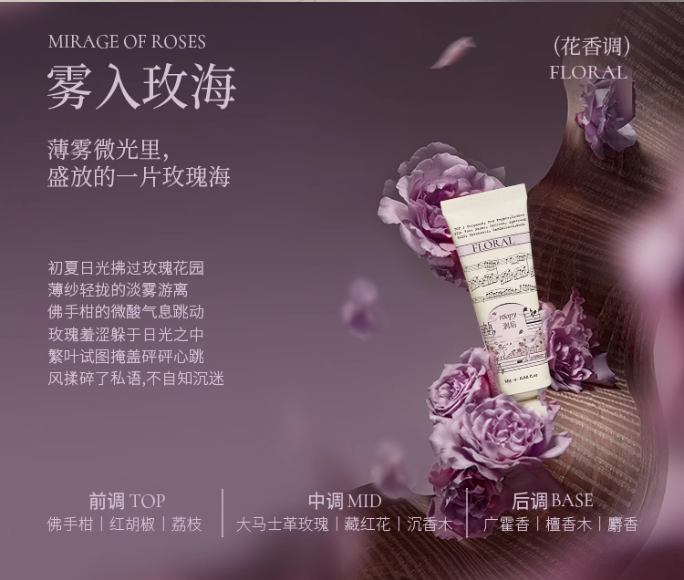 MIRAGE OF ROSES
(花香调)
FLORAL
雾入玫海
薄雾微光里，
盛放的一片玫瑰海
初夏日光拂过玫瑰花园
薄纱轻拢的淡雾游离
佛手柑的微酸气息跳动
玫瑰羞涩躲于日光之中
繁叶试图掩盖砰砰心跳
风揉碎了私语,不自知沉迷
FLORAL
前调 TOP
佛手柑｜红胡椒｜荔枝
中调 MID
大马士革玫瑰｜藏红花｜沉香木
后调 BASE
广霍香｜檀香木｜麝香